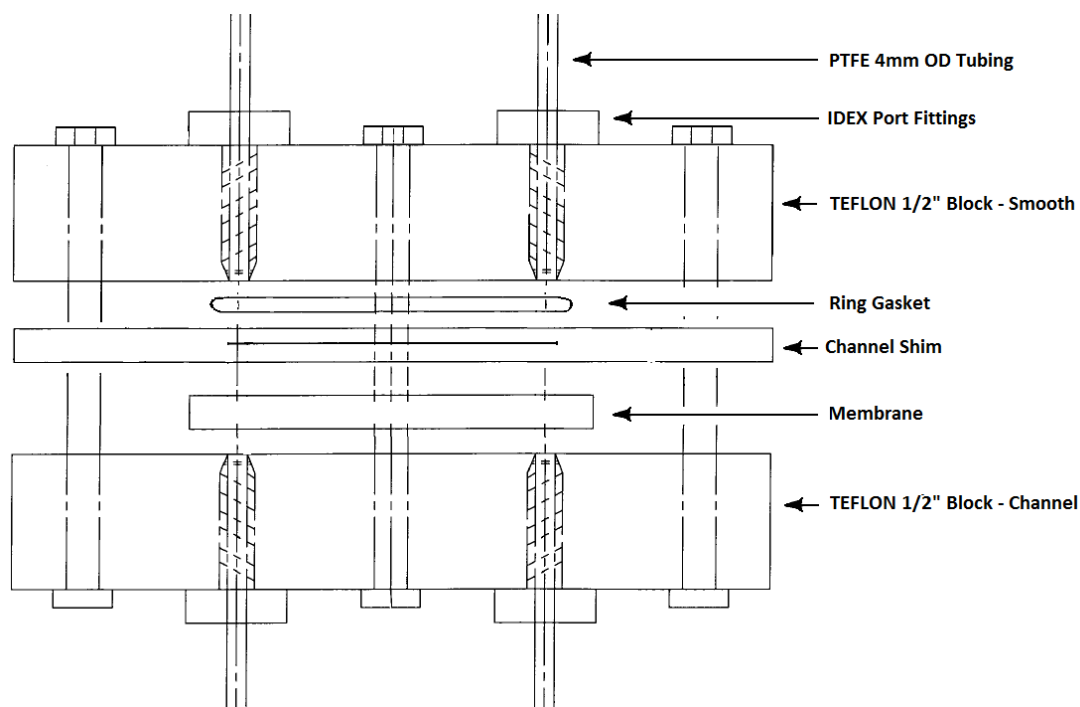 PTFE 4mm OD Tubing
IDEX Port Fittings
TEFLON 1/2" Block - Smooth
Ring Gasket
Channel Shim
Membrane
TEFLON 1/2" Block - Channel